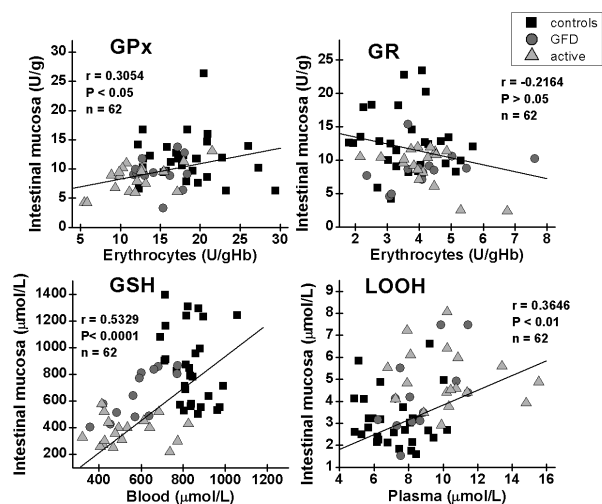 controls
GFD
active
GPx
r = 0.3054
P < 0.05
n = 62
Intestinal mucosa (U/g)
30
25
20
15
10
5
0
5 10 15 20 25 30
Erythrocytes (U/gHb)
GR
r = -0.2164
P > 0.05
n = 62
Intestinal mucosa (U/g)
30
25
20
15
10
5
0
2 3 4 5 6 7 8
Erythrocytes (U/gHb)
GSH
r = 0.5329
P< 0.0001
n = 62
Intestinal mucosa (μmol/L)
1400
1200
1000
800
600
400
200
400 600 800 1000 1200
Blood (μmol/L)
LOOH
r = 0.3646
P < 0.01
n = 62
Intestinal mucosa (μmol/L)
9
8
7
6
5
4
3
2
1
4 6 8 10 12 14 16
Plasma (μmol/L)